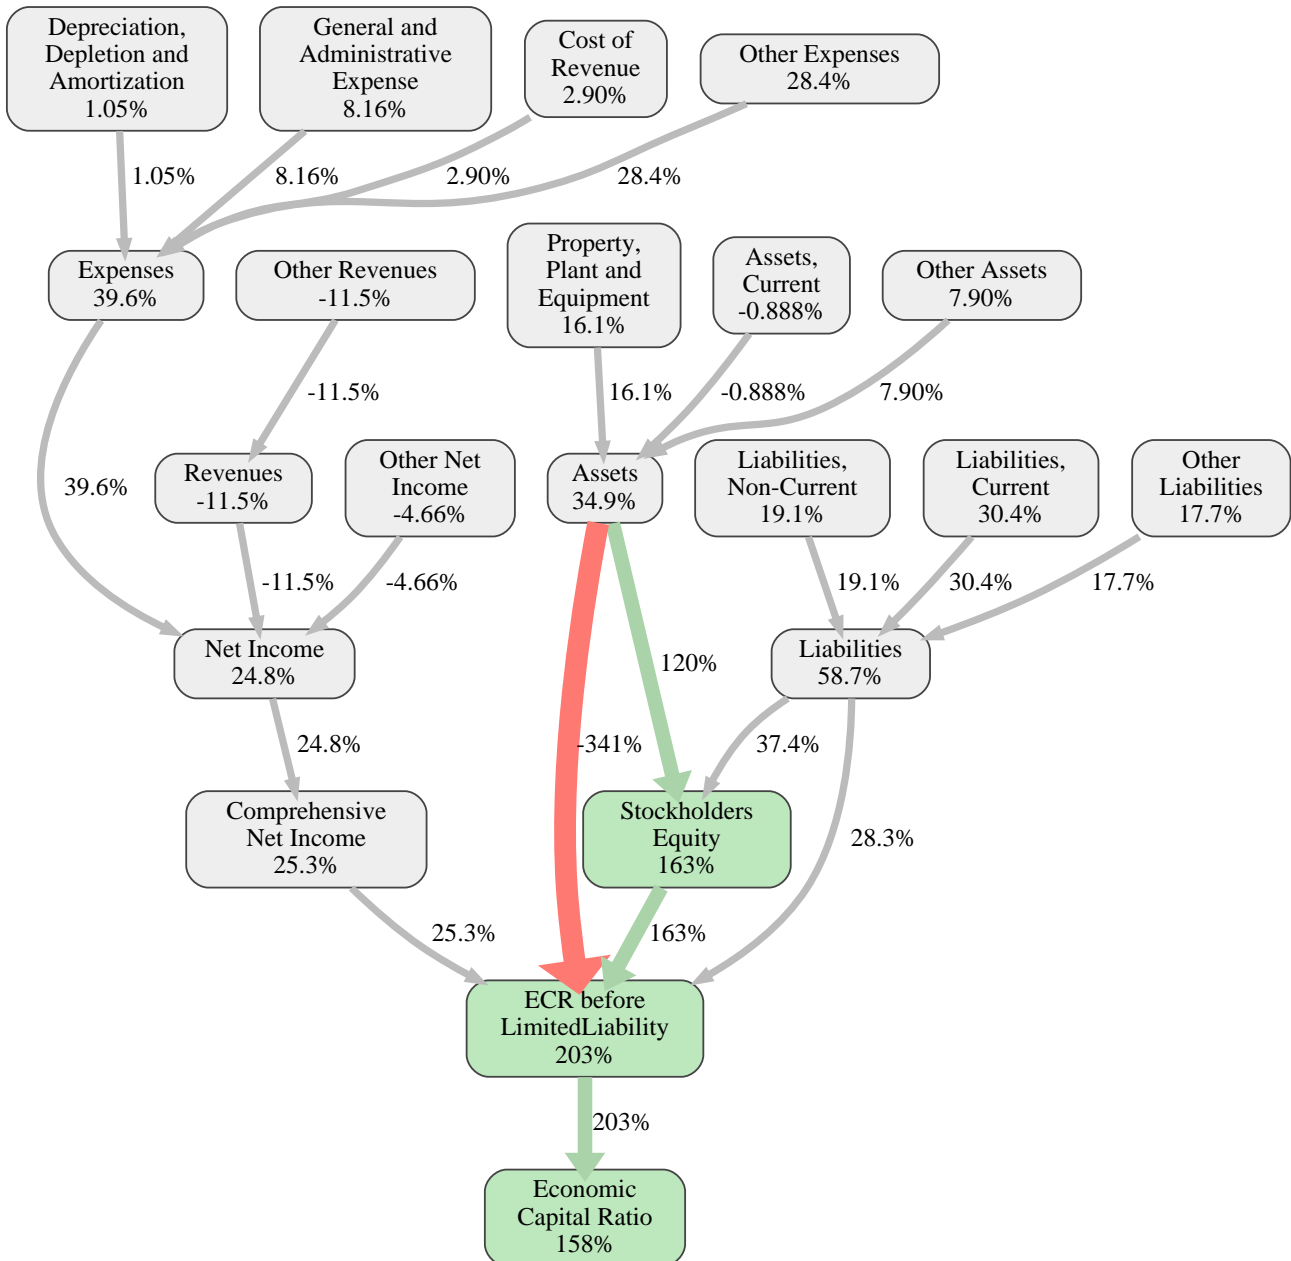 Depreciation,
Depletion and
Amortization
1.05%
General and
Administrative
Expense
8.16%
Cost of
Revenue
2.90%
Other Expenses
28.4%
1.05%
8.16%
2.90%
28.4%
Expenses
39.6%
Other Revenues
-11.5%
Property,
Plant and
Equipment
16.1%
Assets,
Current
-0.888%
Other Assets
7.90%
-11.5%
16.1%
-0.888%
7.90%
39.6%
Revenues
-11.5%
Other Net
Income
-4.66%
Assets
34.9%
Liabilities,
Non-Current
19.1%
Liabilities,
Current
30.4%
Other
Liabilities
17.7%
-11.5%
-4.66%
19.1%
30.4%
17.7%
Net Income
24.8%
120%
Liabilities
58.7%
24.8%
-341%
37.4%
Comprehensive
Net Income
25.3%
Stockholders
Equity
163%
28.3%
25.3%
163%
ECR before
LimitedLiability
203%
203%
Economic
Capital Ratio
158%